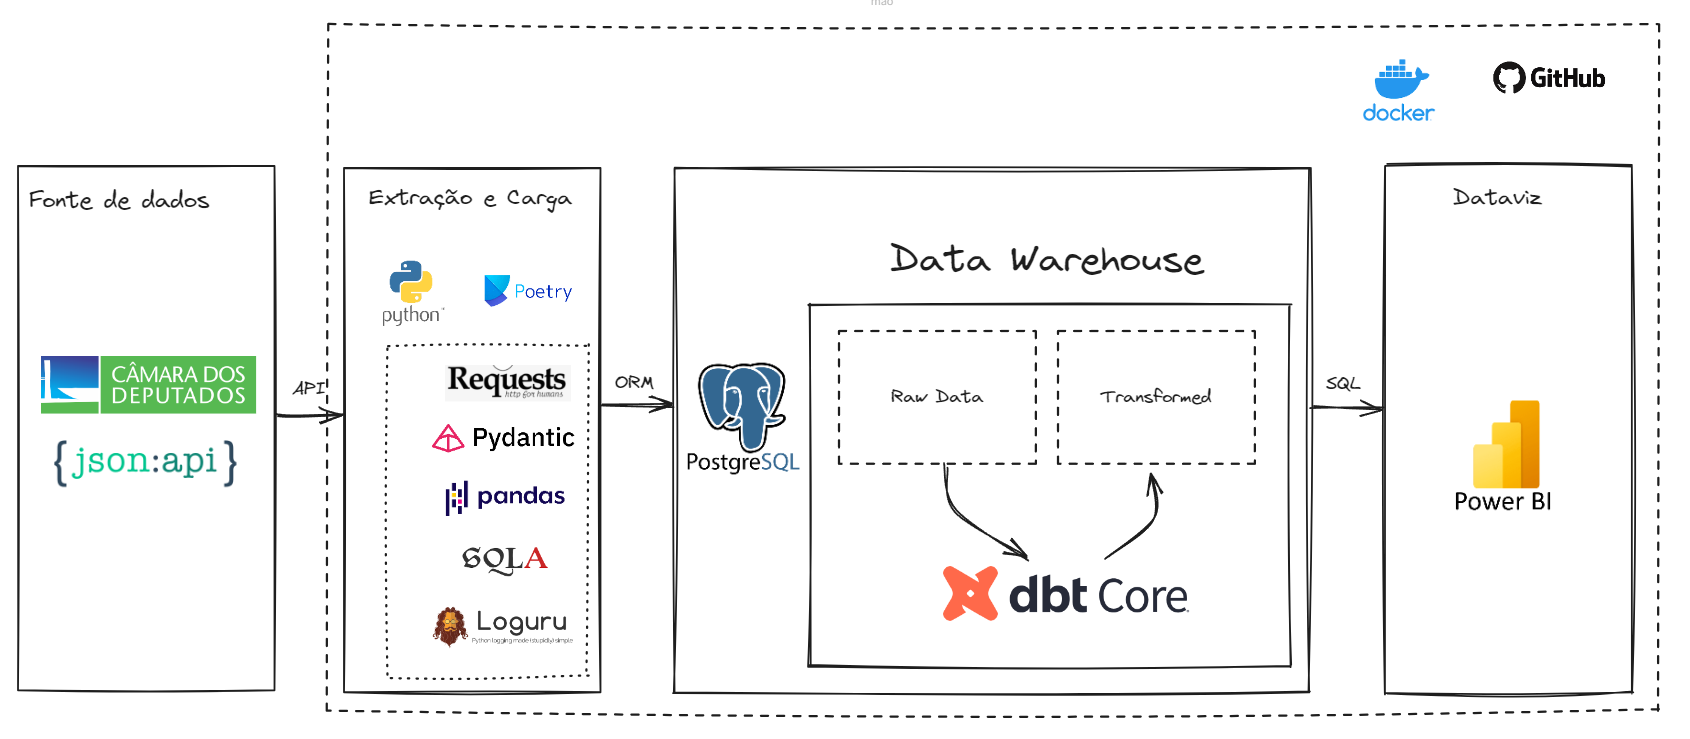 mao
docker
GitHub
Fonte de dados
CÂMARA DOS
DEPUTADOS
{json:api}
API
Extração e Carga
python
Poetry
Requests
http for humans
Pydantic
pandas
SQLA
Loguru
Python logging made (stupidly) simple
ORM
Data Warehouse
PostgreSQL
Raw Data
Transformed
dbt Core
SQL
Dataviz
Power BI